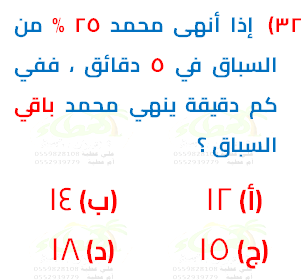 ٣٢) إذا أنهى محمد ٢٥ % من
السباق في ٥ دقائق ، ففي
كم دقيقة ينهي محمد باقي
السباق ؟
(أ) ١٢ (ب) ١٤
(ج) ١٥ (د) ١٨